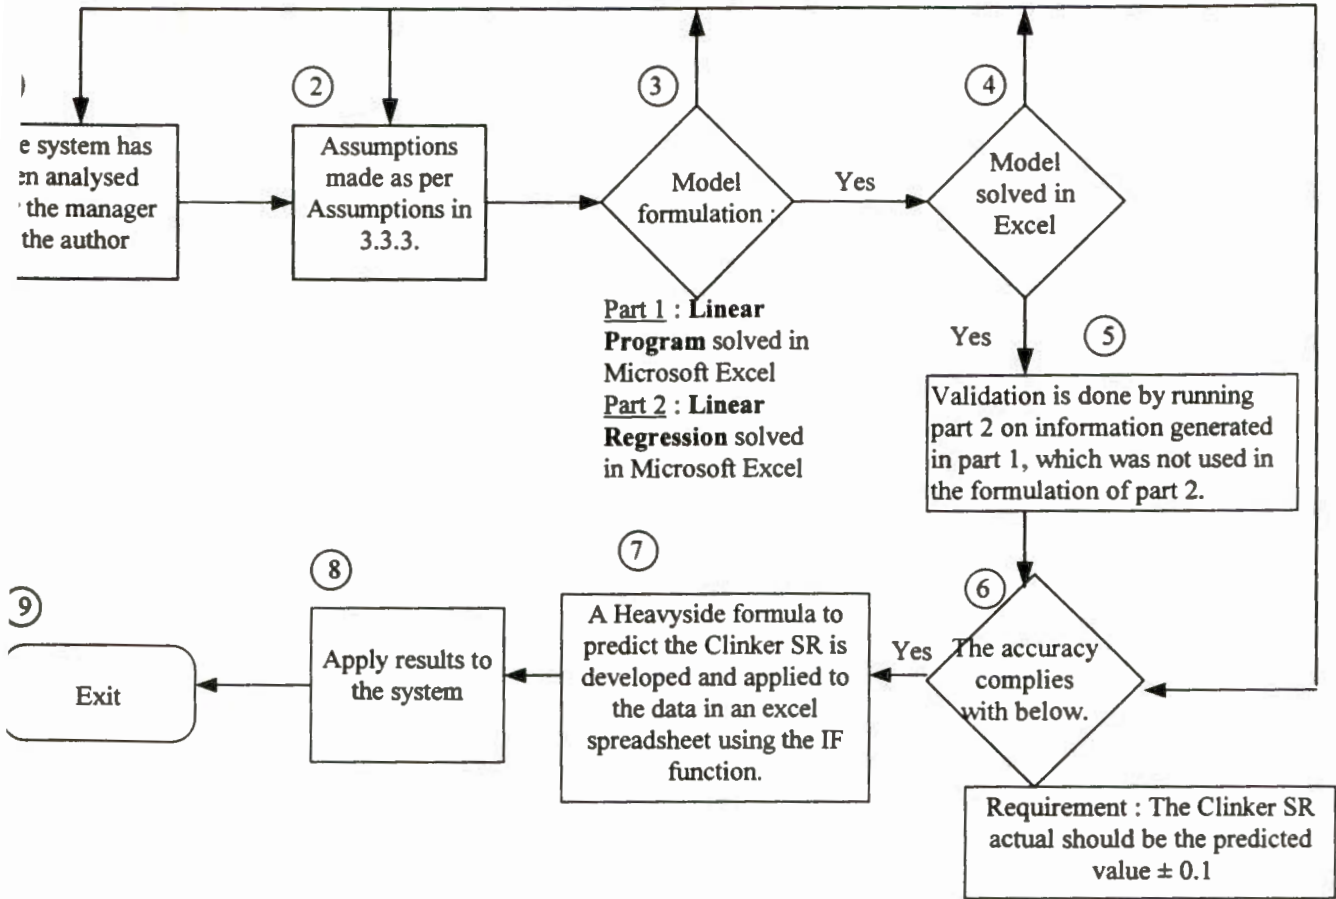 2
3
4
e system has
en analysed
the manager
the author
Assumptions
made as per
Assumptions in
3.3.3.
Model
formulation :
Yes
Model
solved in
Excel
Part 1 : Linear
Program solved in
Microsoft Excel
Part 2 : Linear
Regression solved
in Microsoft Excel
Yes
5
Validation is done by running
part 2 on information generated
in part 1, which was not used in
the formulation of part 2.
6
The accuracy
complies
with below.
Requirement : The Clinker SR
actual should be the predicted
value ± 0.1
Yes
7
A Heavyside formula to
predict the Clinker SR is
developed and applied to
the data in an excel
spreadsheet using the IF
function.
8
Apply results to
the system
9
Exit